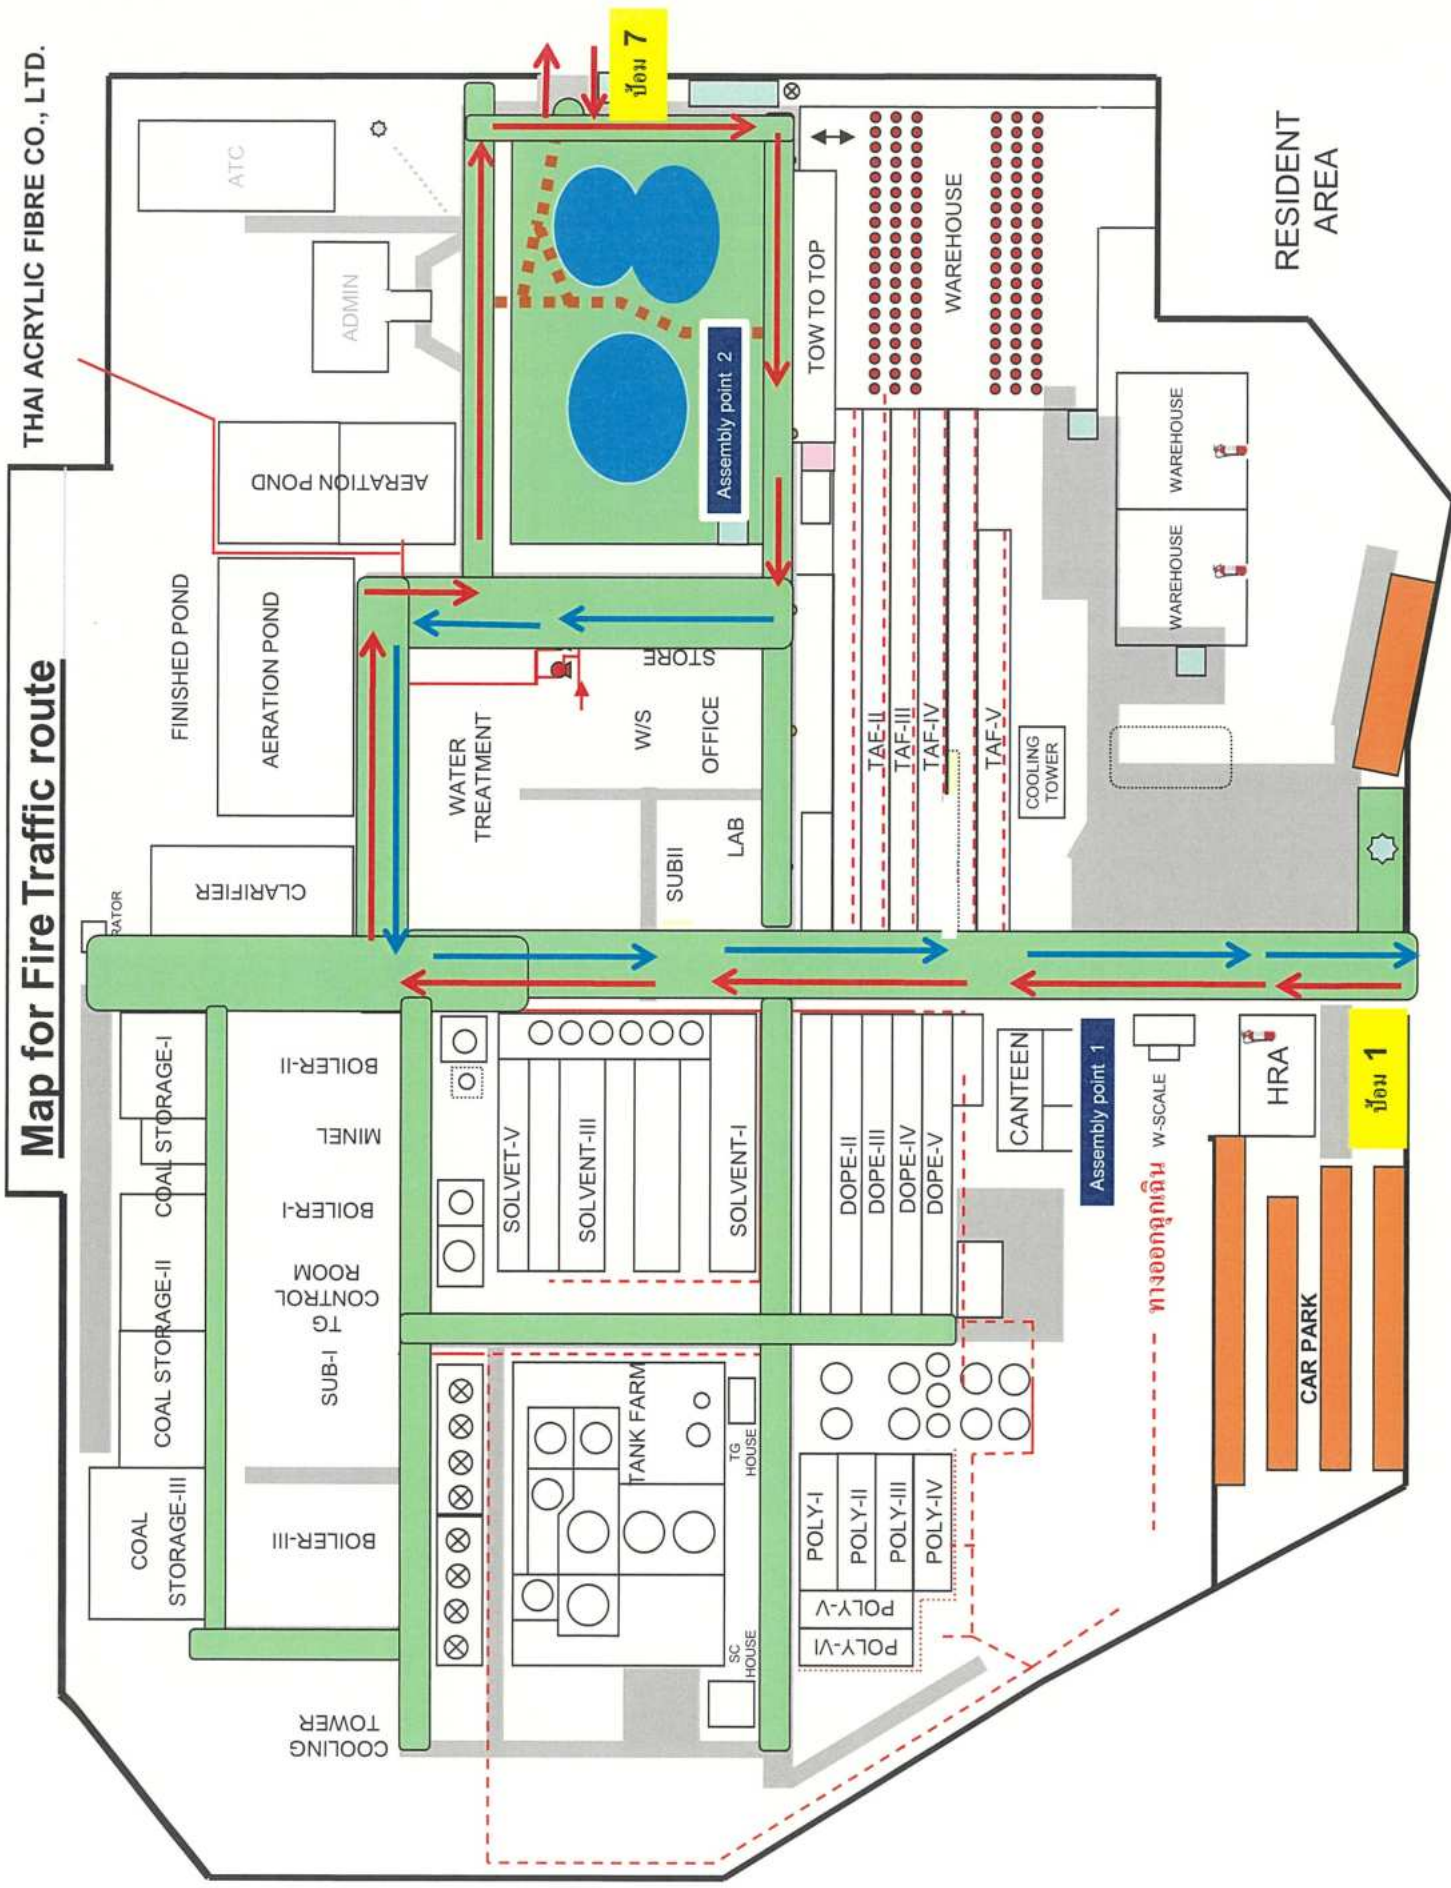 Map for Fire Traffic route
THAI ACRYLIC FIBRE CO., LTD.
COAL
STORAGE-III
COAL STORAGE-II
COAL STORAGE-I
RATOR
CLARIFIER
FINISHED POND
AERATION POND
AERATION POND
ADMIN
ATC
BOILER-III
SUB-I
TG
CONTROL
ROOM
BOILER-I
MINEL
BOILER-II
COOLING
TOWER
WATER
TREATMENT
STORE
W/S
OFFICE
SUBII
LAB
ป้อม 7
Assembly point 2
TANK FARM
TG
HOUSE
SC
HOUSE
SOLVET-V
SOLVENT-III
SOLVENT-I
TOW TO TOP
WAREHOUSE
POLY-I
POLY-II
POLY-III
POLY-IV
POLY-V
POLY-VI
DOPE-II
DOPE-III
DOPE-IV
DOPE-V
TAE-II
TAF-III
TAF-IV
TAF-V
COOLING
TOWER
CANTEEN
Assembly point 1
ทางออกฉุกเฉิน
W-SCALE
HRA
ป้อม 1
CAR PARK
WAREHOUSE
WAREHOUSE
RESIDENT
AREA